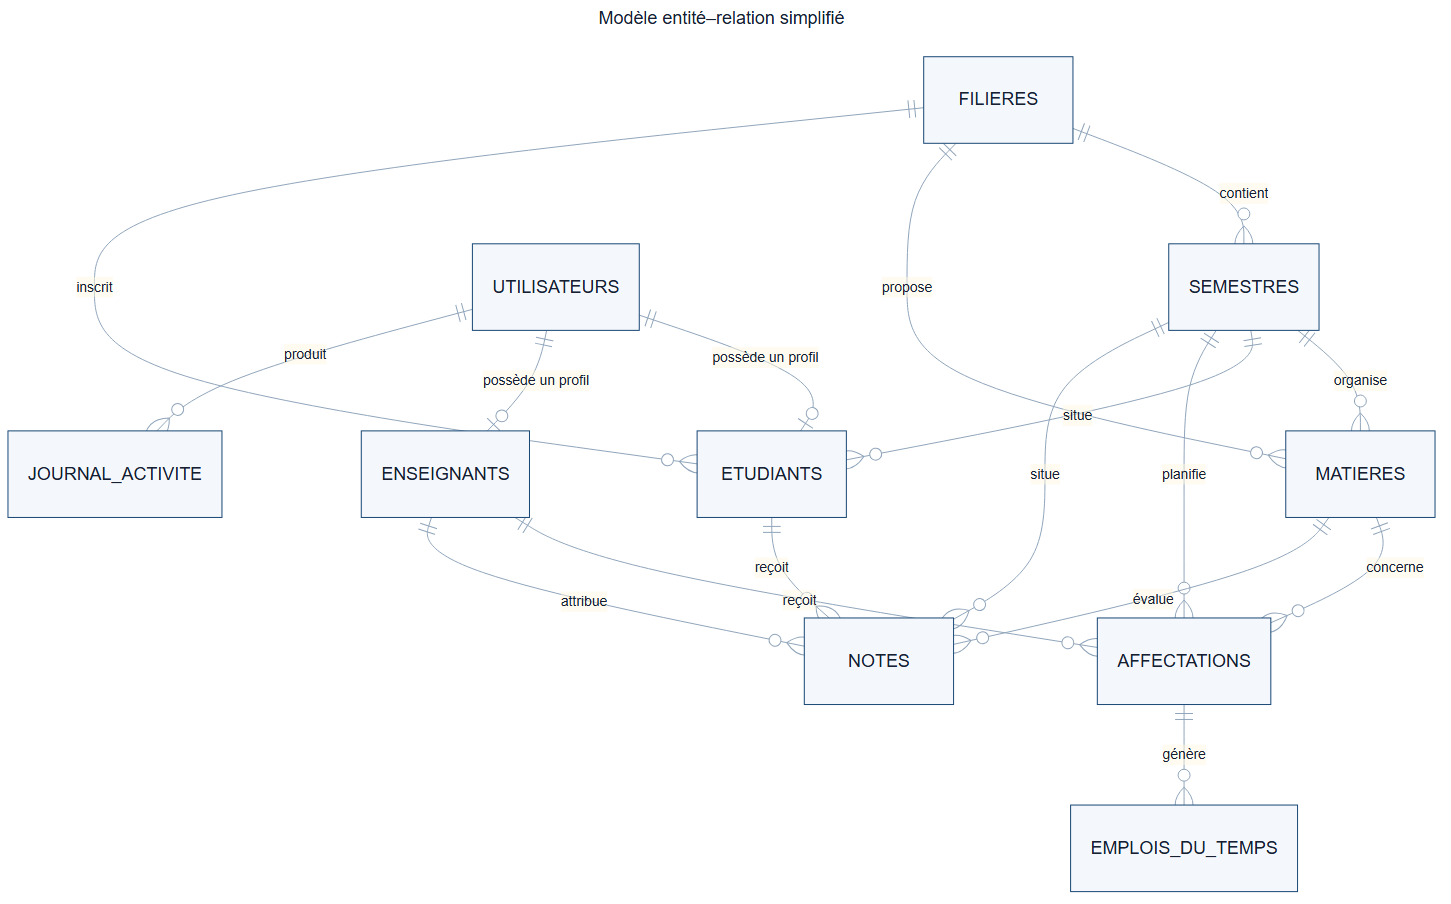 Modèle entité–relation simplifié
FILIERES
contient
inscrit
UTILISATEURS
propose
SEMESTRES
produit
possède un profil
possède un profil
organise
situe
JOURNAL_ACTIVITE
ENSEIGNANTS
ETUDIANTS
situe
planifie
MATIERES
reçoit
concerne
attribue
reçoit
évalue
NOTES
AFFECTATIONS
génère
EMPLOIS_DU_TEMPS